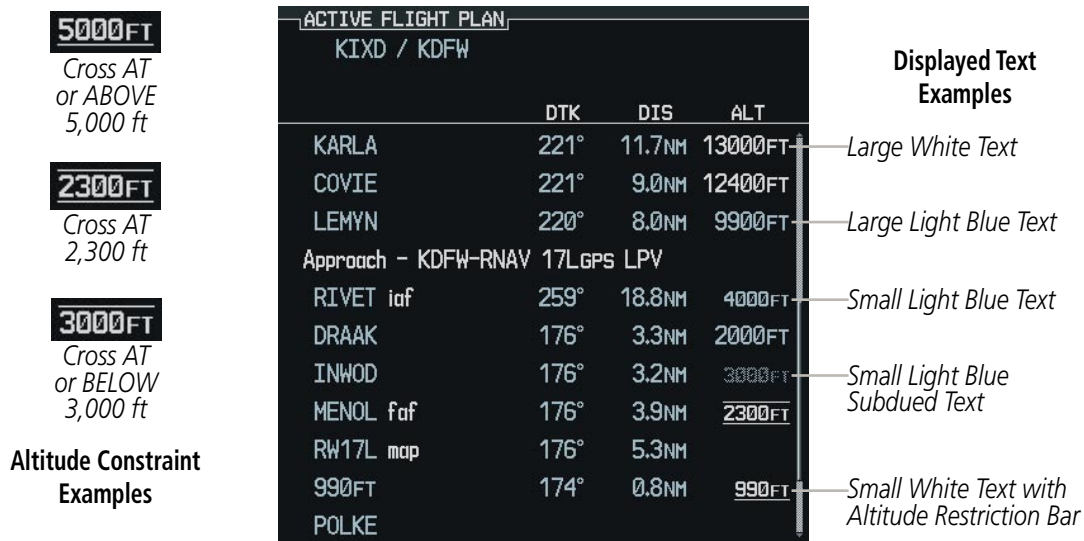 5000FT
Cross AT
or ABOVE
5,000 ft
2300FT
Cross AT
2,300 ft
3000FT
Cross AT
or BELOW
3,000 ft
Altitude Constraint
Examples
ACTIVE FLIGHT PLAN
KIXD / KDFW
DTK DIS ALT
KARLA 221° 11.7NM 13000FT
COVIE 221° 9.0NM 12400FT
LEMYN 220° 8.0NM 9900FT
Approach - KDFW-RNAV 17LGPS LPV
RIVET iaf 259° 18.8NM 4000FT
DRAAK 176° 3.3NM 2000FT
INWOD 176° 3.2NM 3000FT
MENOL faf 176° 3.9NM 2300FT
RW17L map 176° 5.3NM
990FT 174° 0.8NM 990FT
POLKE
Displayed Text
Examples
Large White Text
Large Light Blue Text
Small Light Blue Text
Small Light Blue
Subdued Text
Small White Text with
Altitude Restriction Bar